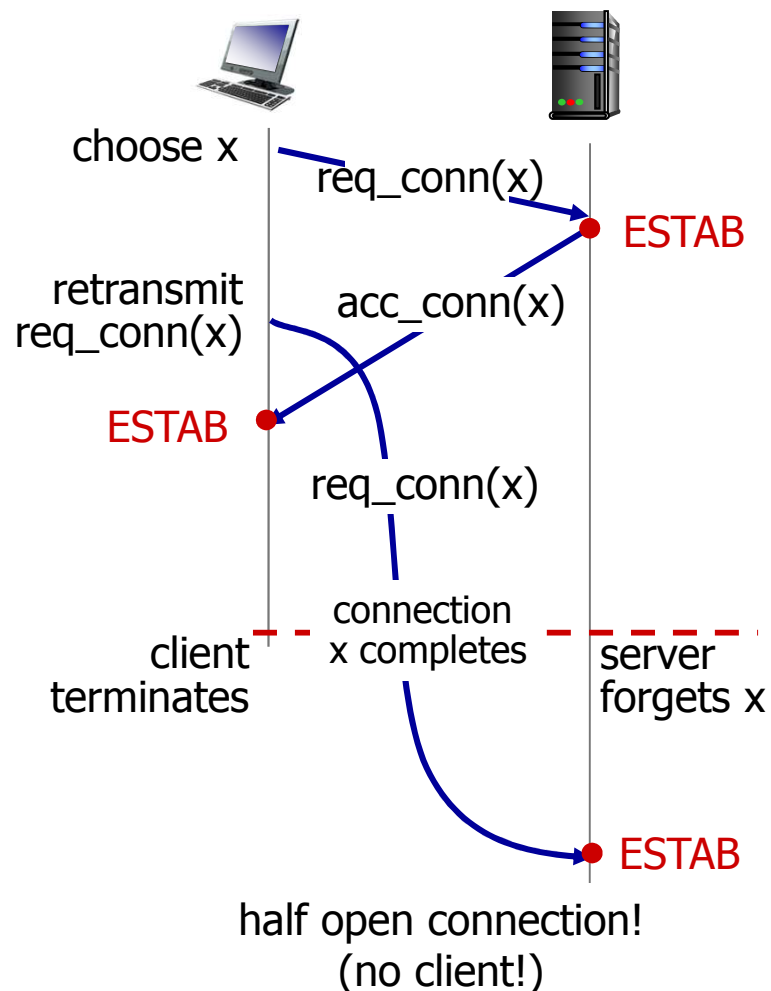 choose x
req_conn(x)
ESTAB
retransmit
req_conn(x)
acc_conn(x)
ESTAB
req_conn(x)
connection
x completes
client
terminates
server
forgets x
ESTAB
half open connection!
(no client!)